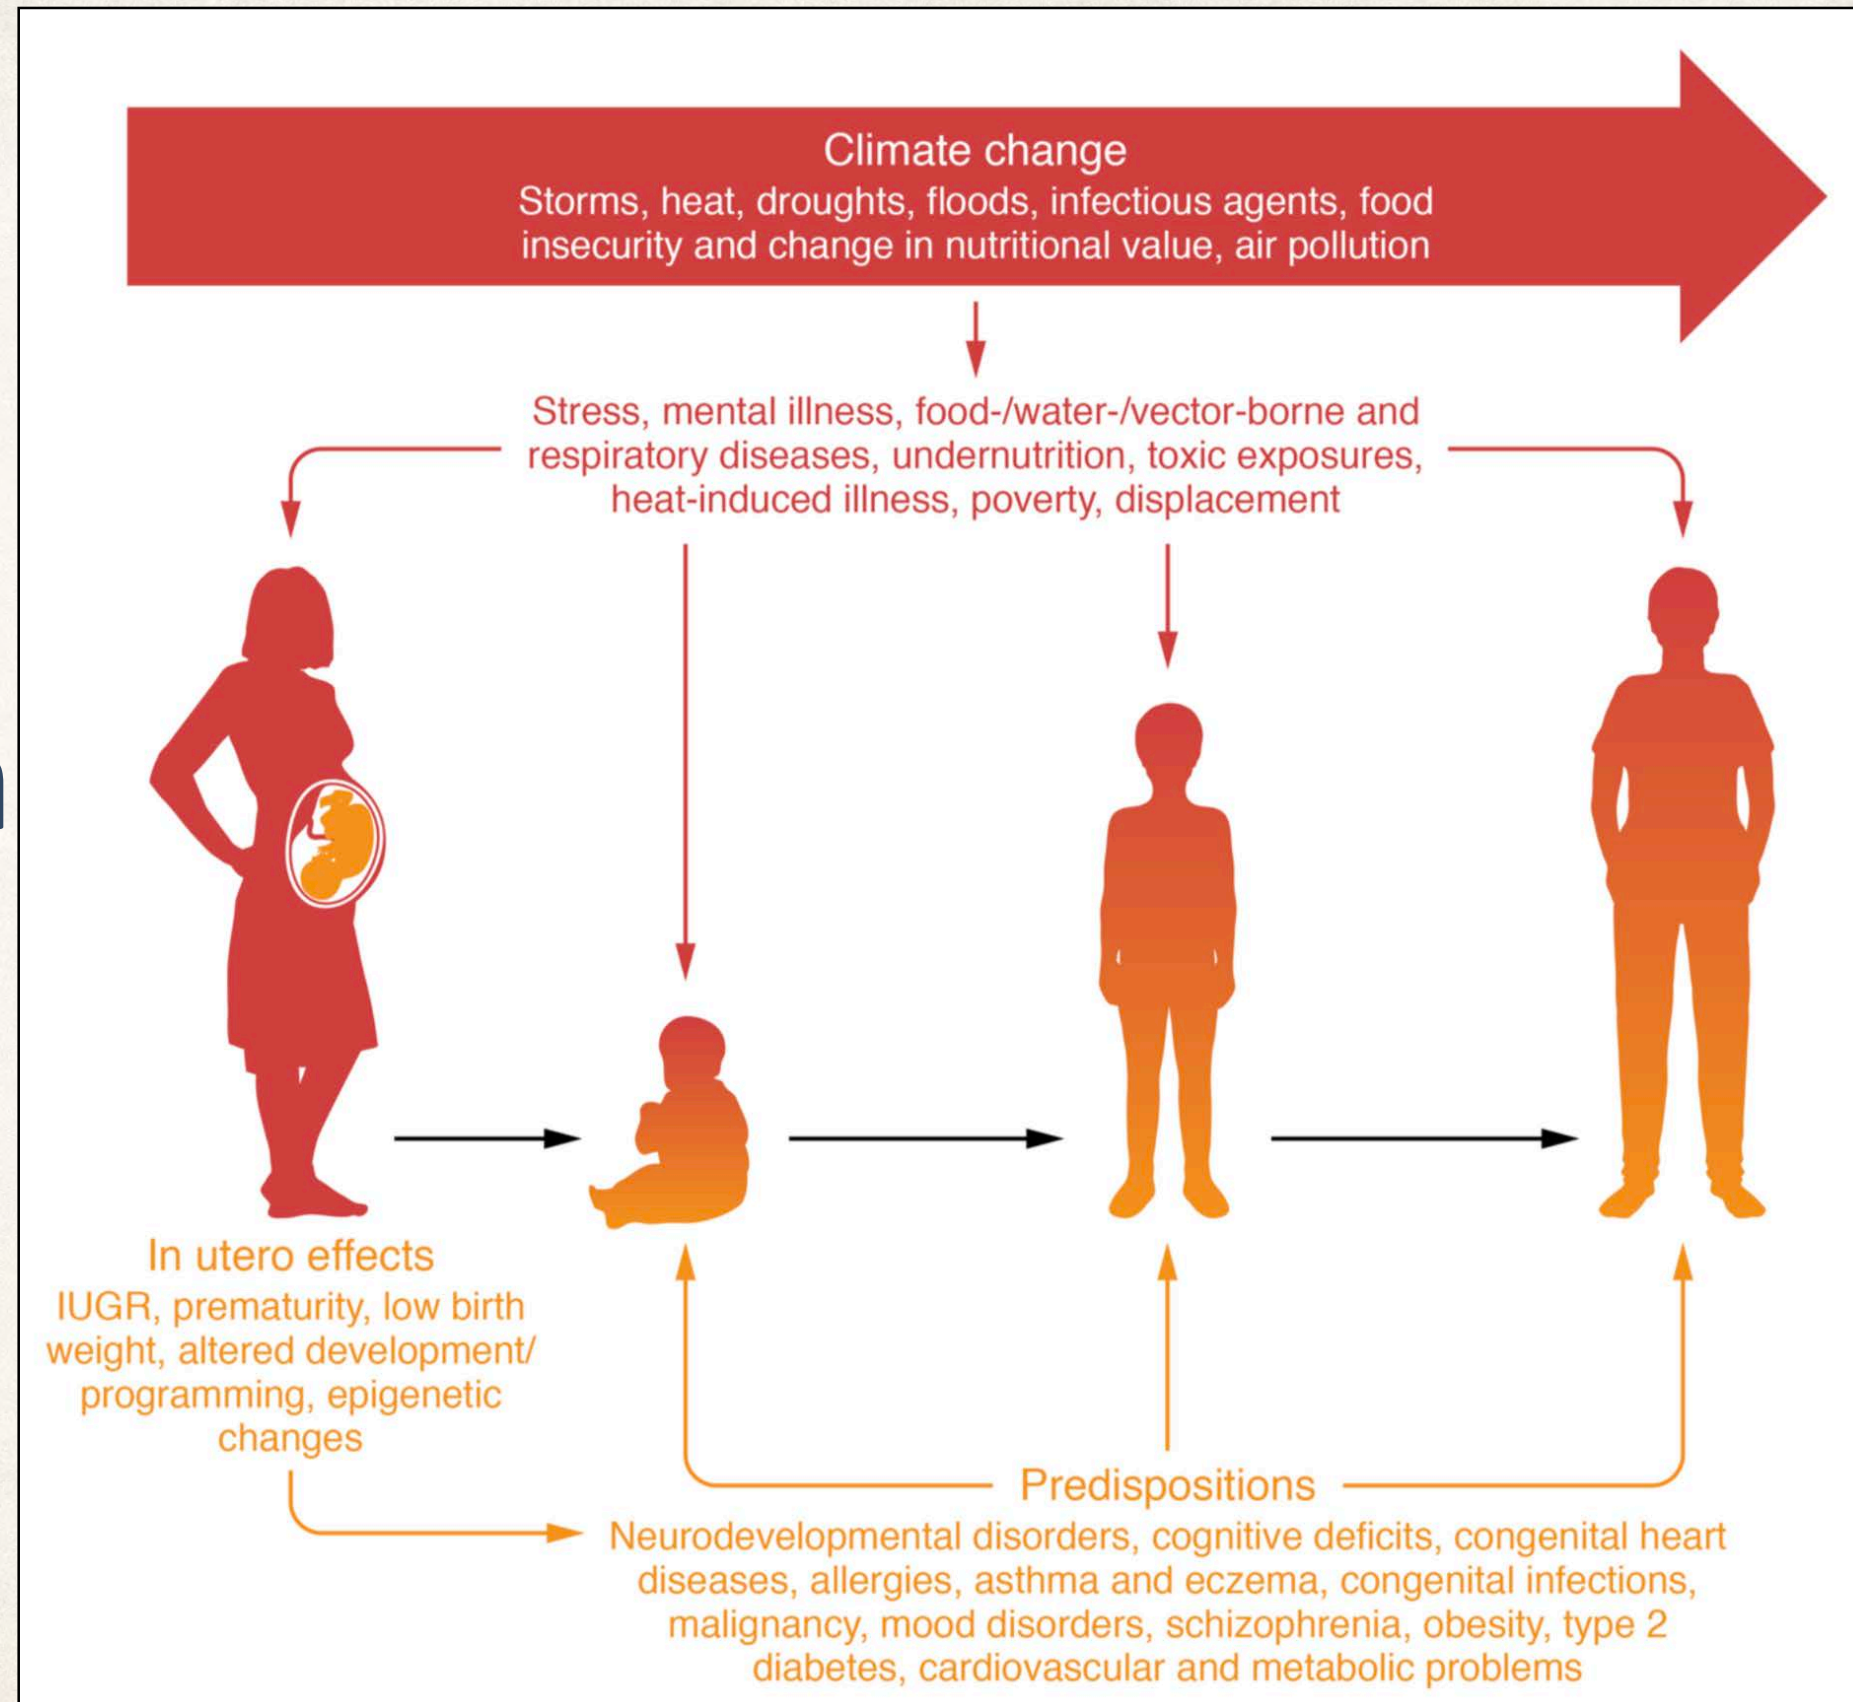 Climate change
Storms, heat, droughts, floods, infectious agents, food
insecurity and change in nutritional value, air pollution
Stress, mental illness, food-/water-/vector-borne and
respiratory diseases, undernutrition, toxic exposures,
heat-induced illness, poverty, displacement
In utero effects
IUGR, prematurity, low birth
weight, altered development/
programming, epigenetic
changes
Predispositions
Neurodevelopmental disorders, cognitive deficits, congenital heart
diseases, allergies, asthma and eczema, congenital infections,
malignancy, mood disorders, schizophrenia, obesity, type 2
diabetes, cardiovascular and metabolic problems